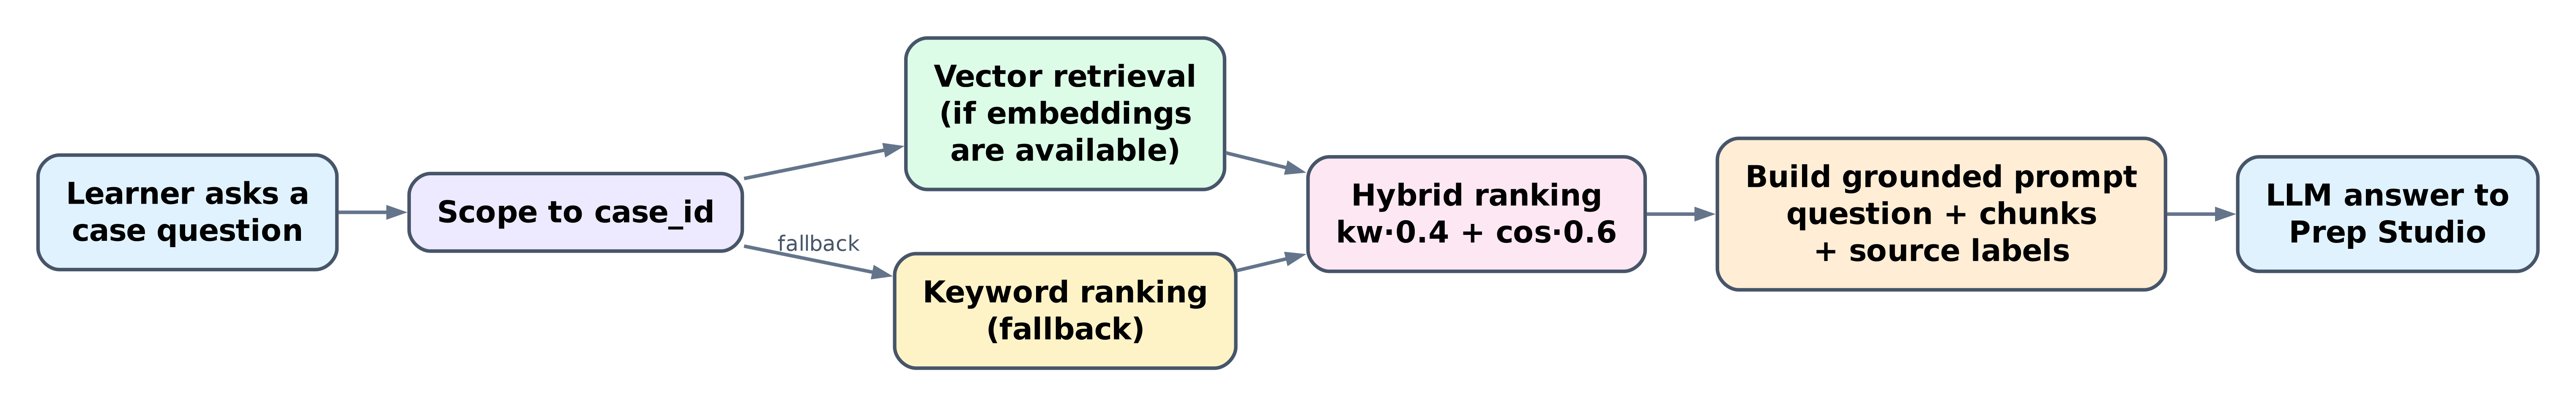 Learner asks a
case question
Scope to case_id
fallback
Vector retrieval
(if embeddings
are available)
Keyword ranking
(fallback)
Hybrid ranking
kw·0.4 + cos·0.6
Build grounded prompt
question + chunks
+ source labels
LLM answer to
Prep Studio